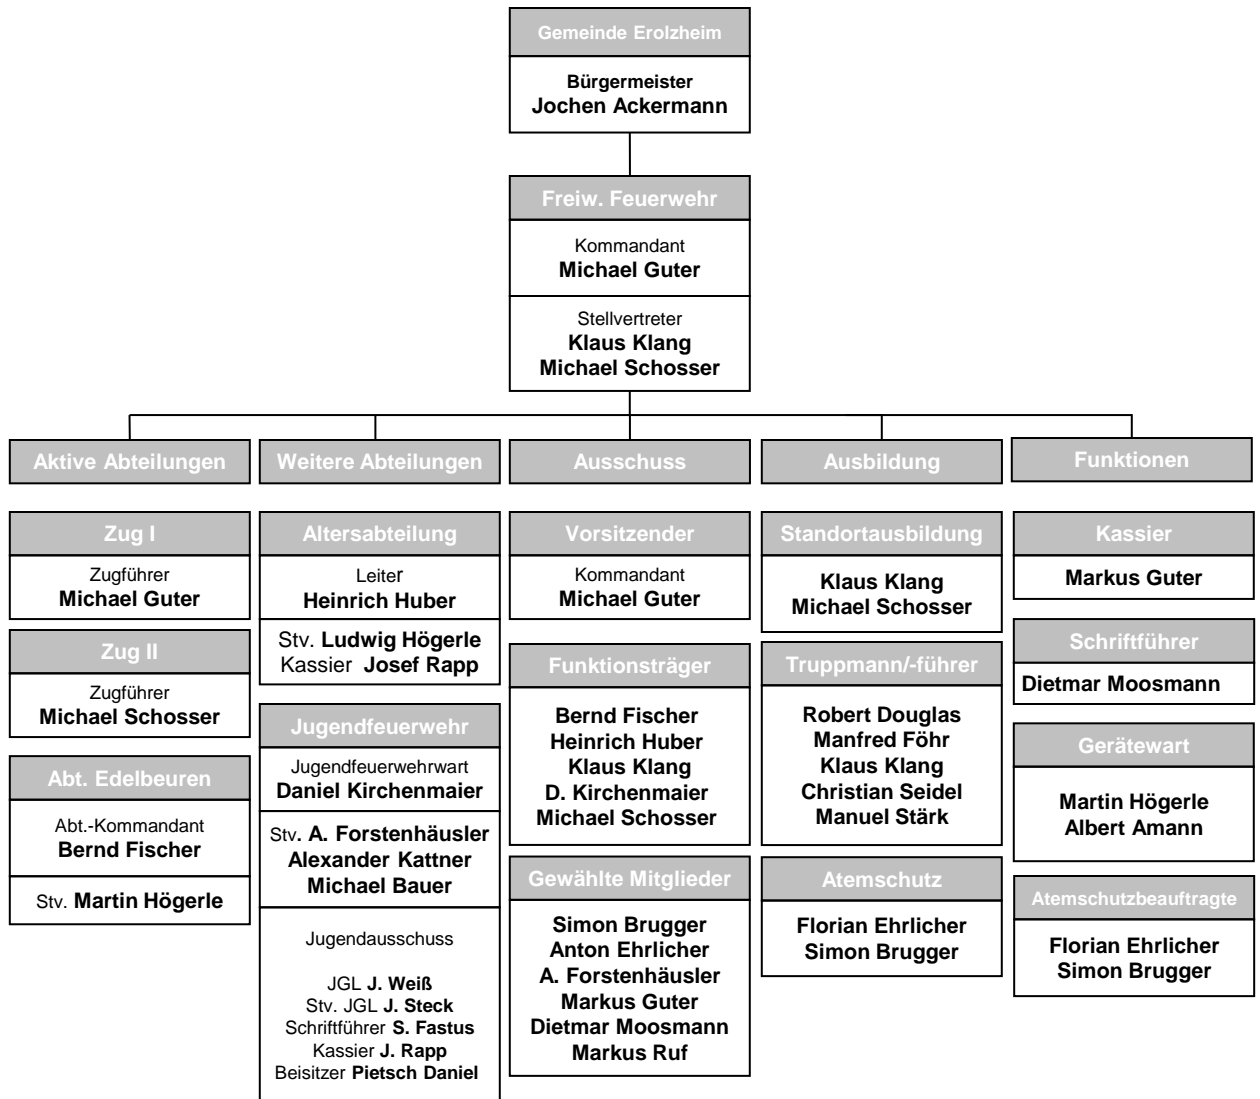 Gemeinde Erolzheim
Bürgermeister
Jochen Ackermann
Freiw. Feuerwehr
Kommandant
Michael Guter
Stellvertreter
Klaus Klang
Michael Schosser
Aktive Abteilungen
Zug I
Zugführer
Michael Guter
Zug II
Zugführer
Michael Schosser
Abt. Edelbeuren
Abt.-Kommandant
Bernd Fischer
Stv. Martin Högerle
Weitere Abteilungen
Altersabteilung
Leiter
Heinrich Huber
Stv. Ludwig Högerle
Kassier Josef Rapp
Jugendfeuerwehr
Jugendfeuerwehrwart
Daniel Kirchenmaier
Stv. A. Forstenhäusler
Alexander Kattner
Michael Bauer
Jugendausschuss
JGL J. Weiß
Stv. JGL J. Steck
Schriftführer S. Fastus
Kassier J. Rapp
Beisitzer Pietsch Daniel
Ausschuss
Vorsitzender
Kommandant
Michael Guter
Funktionsträger
Bernd Fischer
Heinrich Huber
Klaus Klang
D. Kirchenmaier
Michael Schosser
Gewählte Mitglieder
Simon Brugger
Anton Ehrlicher
A. Forstenhäusler
Markus Guter
Dietmar Moosmann
Markus Ruf
Ausbildung
Standortausbildung
Klaus Klang
Michael Schosser
Truppmann/-führer
Robert Douglas
Manfred Föhr
Klaus Klang
Christian Seidel
Manuel Stärk
Atemschutz
Florian Ehrlicher
Simon Brugger
Funktionen
Kassier
Markus Guter
Schriftführer
Dietmar Moosmann
Gerätewart
Martin Högerle
Albert Amann
Atemschutzbeauftragte
Florian Ehrlicher
Simon Brugger